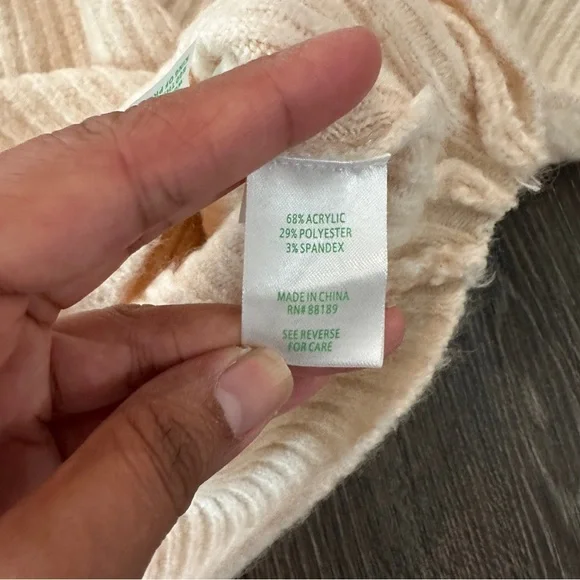 68% ACRYLIC
29% POLYESTER
3% SPANDEX
MADE IN CHINA
RN# 88189
SEE REVERSE
FOR CARE